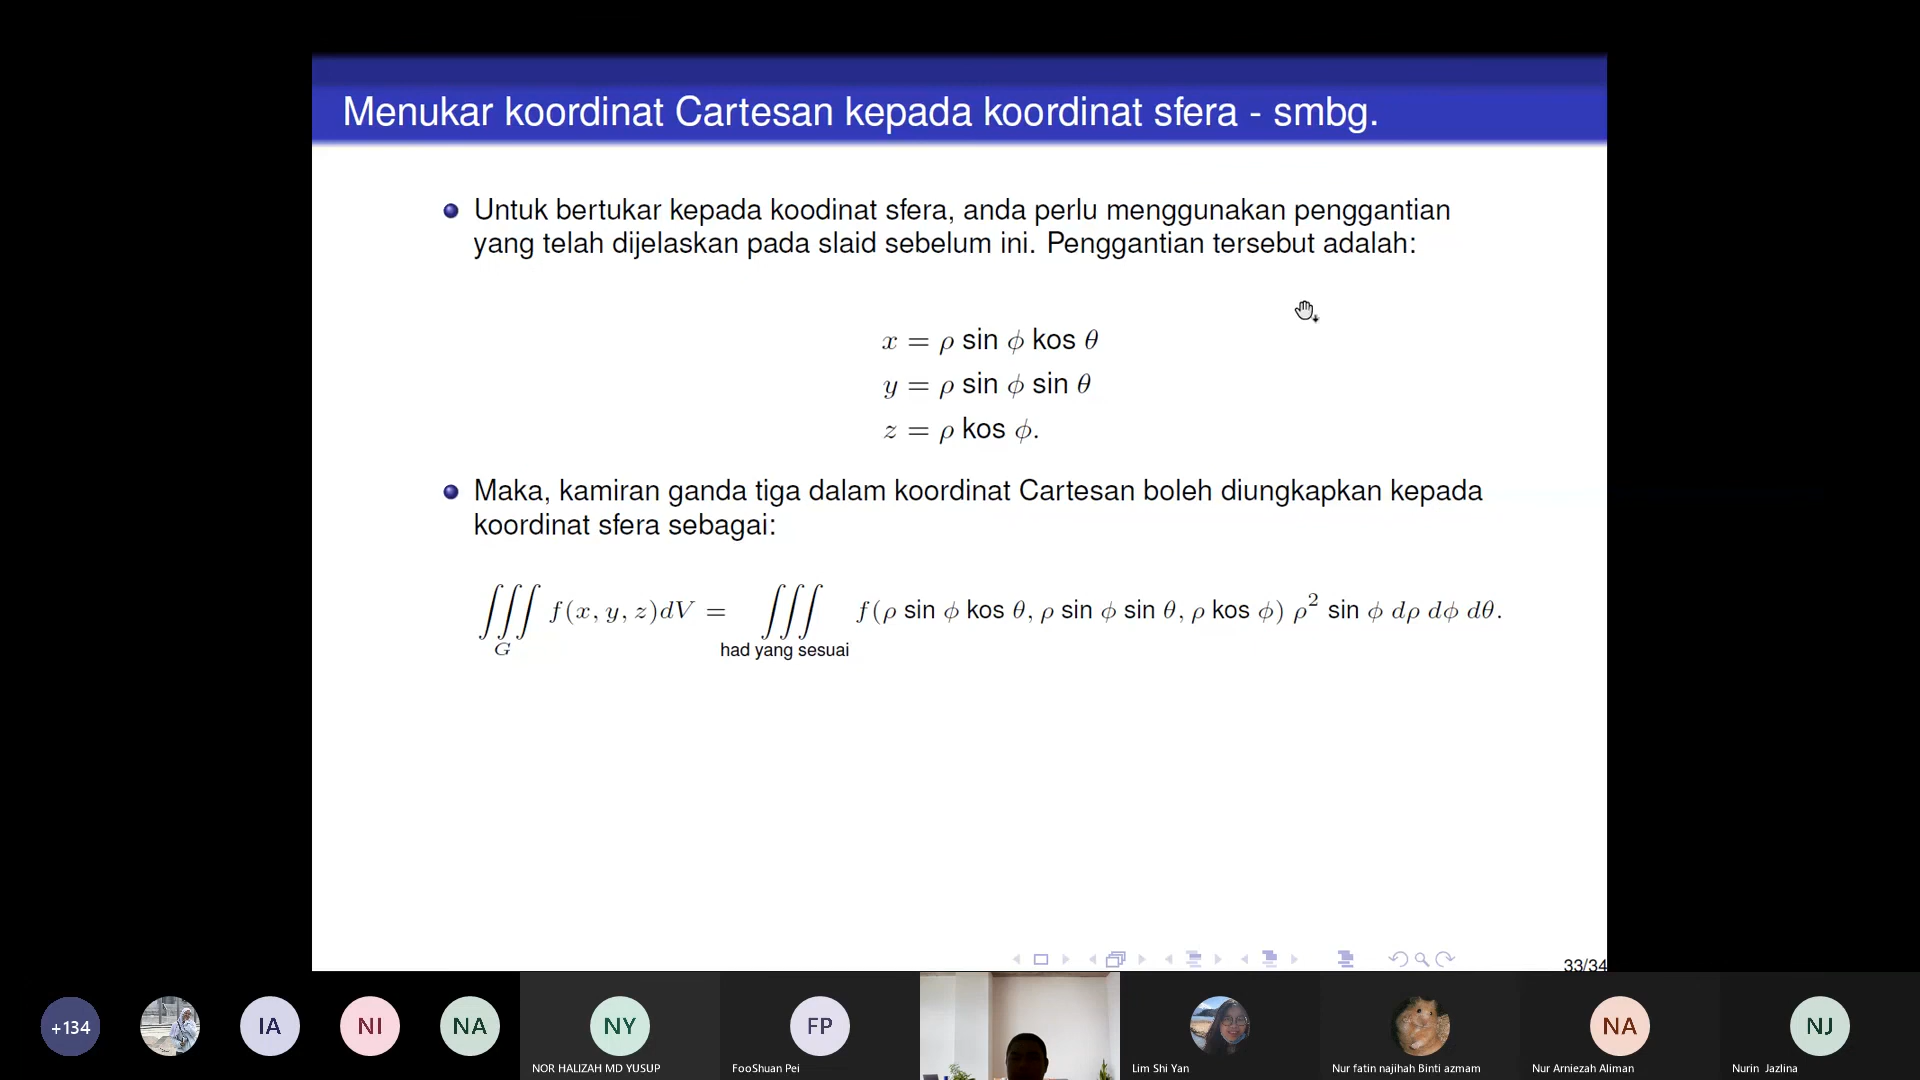 Menukar koordinat Cartesan kepada koordinat sfera - smbg.
Untuk bertukar kepada koodinat sfera, anda perlu menggunakan penggantian
yang telah dijelaskan pada slaid sebelum ini. Penggantian tersebut adalah:
x = ρ sin ϕ kos θ
y = ρ sin ϕ sin θ
z = ρ kos ϕ.
Maka, kamiran ganda tiga dalam koordinat Cartesan boleh diungkapkan kepada
koordinat sfera sebagai:
∭ f(x, y, z)dV = ∭ f(ρ sin ϕ kos θ, ρ sin ϕ sin θ, ρ kos ϕ) ρ² sin ϕ dρ dϕ dθ.
G had yang sesuai
33/34
+134 IA NI NA NY FP NA NJ
NOR HALIZAH MD YUSUP FooShuan Pei Lim Shi Yan Nur fatin najihah Binti azmam Nur Arniezah Aliman Nurin Jazlina